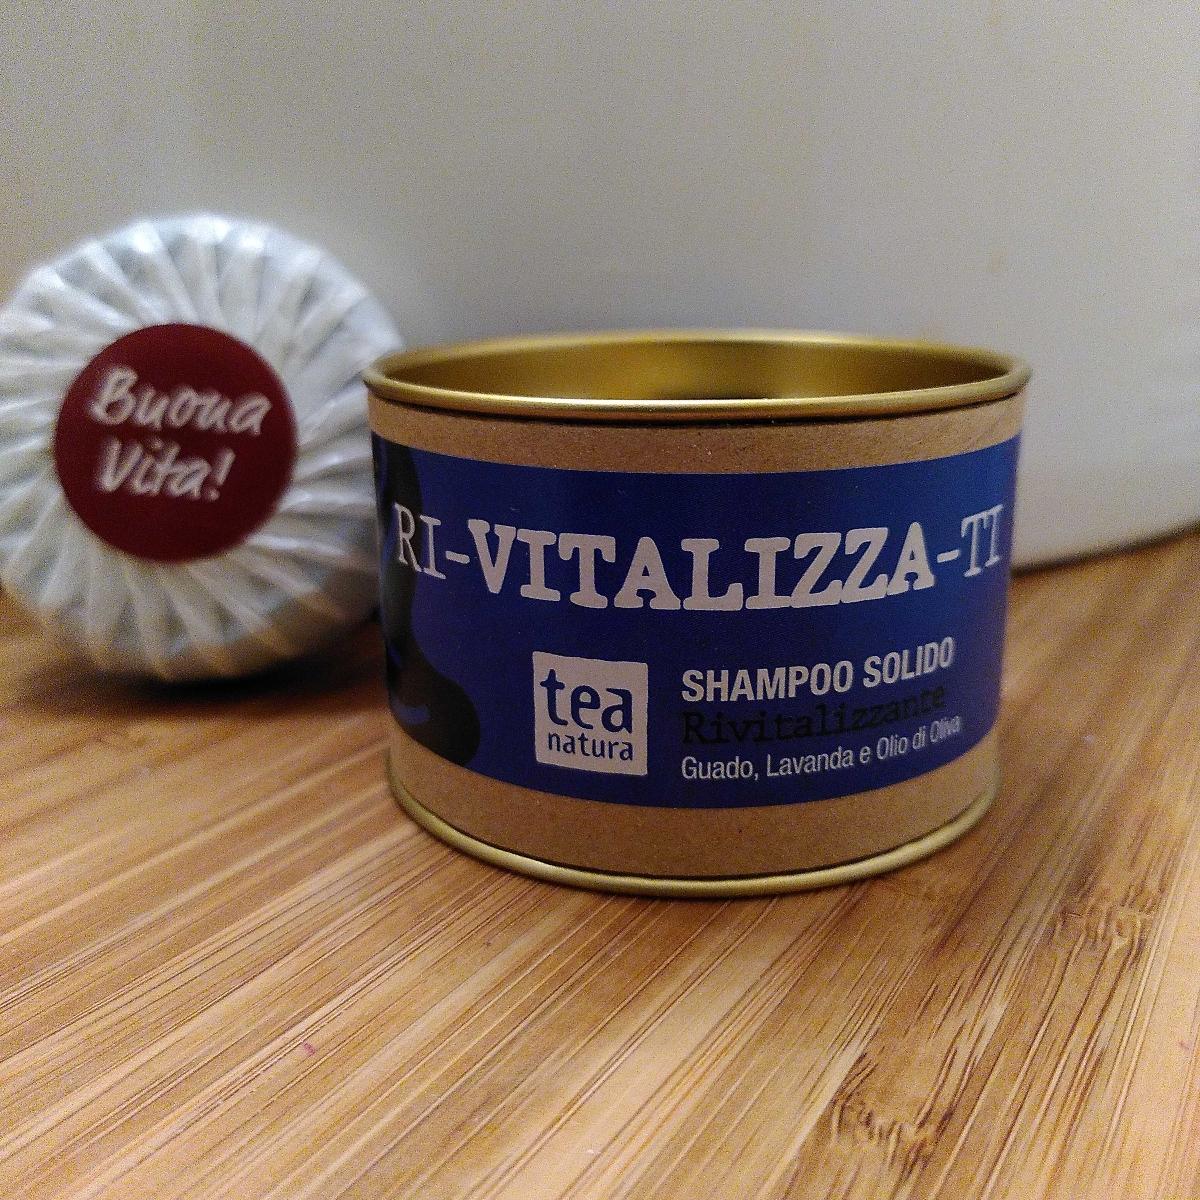 Buona
Vita!
RI-VITALIZZA-TI
tea
natura
SHAMPOO SOLIDO
Rivitalizzante
Guado, Lavanda e Olio di Oliva